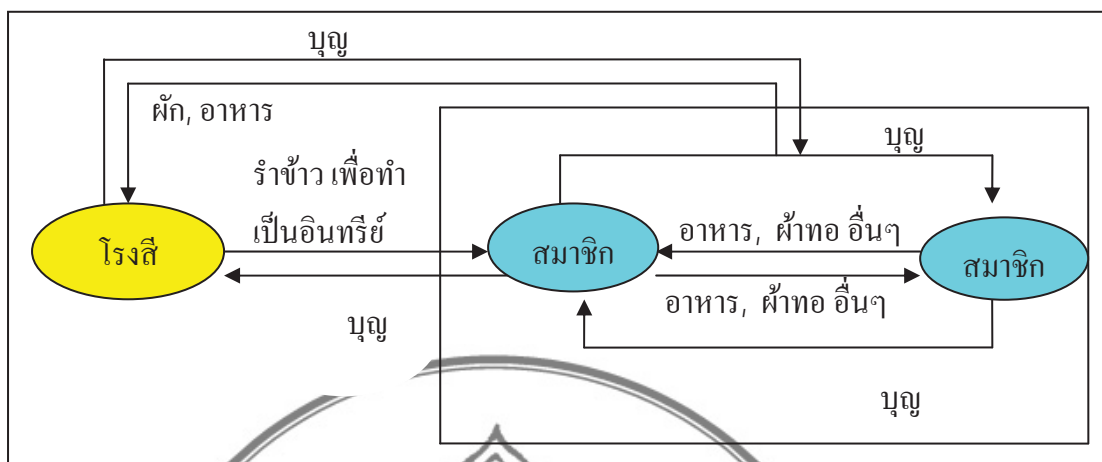 บุญ
ผัก, อาหาร
บุญ
รำข้าว เพื่อทำ
เป็นอินทรีย์
โรงสี
สมาชิก
อาหาร, ผ้าทอ อื่นๆ
สมาชิก
อาหาร, ผ้าทอ อื่นๆ
บุญ
บุญ